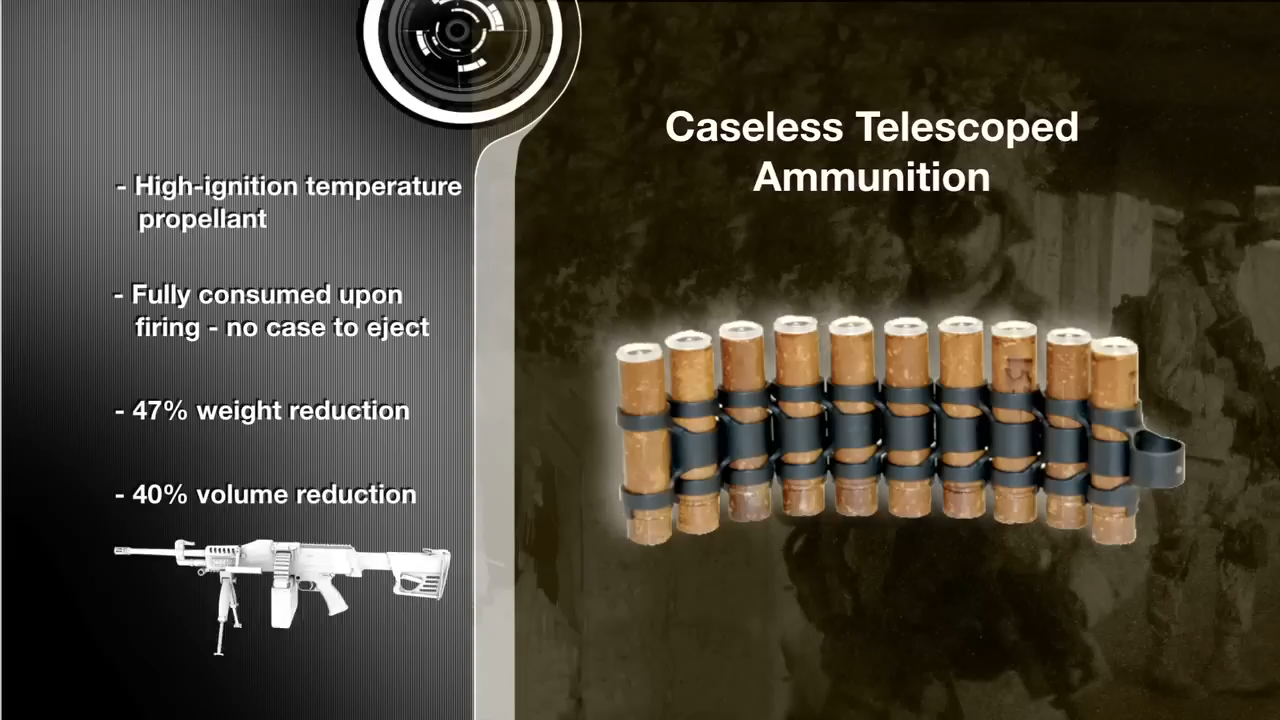 Caseless Telescoped
Ammunition
- High-ignition temperature
propellant
- Fully consumed upon
firing - no case to eject
- 47% weight reduction
- 40% volume reduction